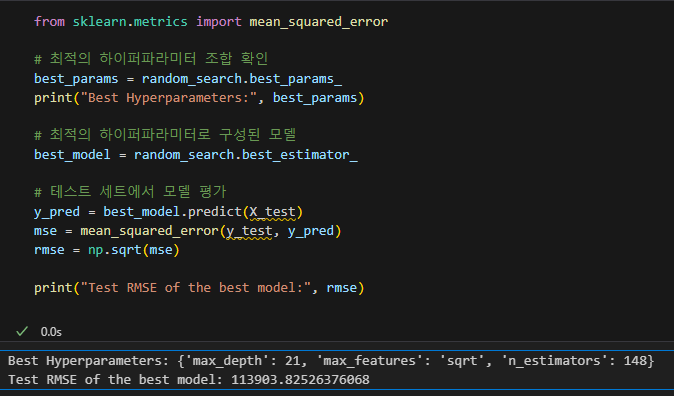 from sklearn.metrics import mean_squared_error
# 최적의 하이퍼파라미터 조합 확인
best_params = random_search.best_params_
print("Best Hyperparameters:", best_params)
# 최적의 하이퍼파라미터로 구성된 모델
best_model = random_search.best_estimator_
# 테스트 세트에서 모델 평가
y_pred = best_model.predict(X_test)
mse = mean_squared_error(y_test, y_pred)
rmse = np.sqrt(mse)
print("Test RMSE of the best model:", rmse)
0.0s
Best Hyperparameters: {'max_depth': 21, 'max_features': 'sqrt', 'n_estimators': 148}
Test RMSE of the best model: 113903.82526376068